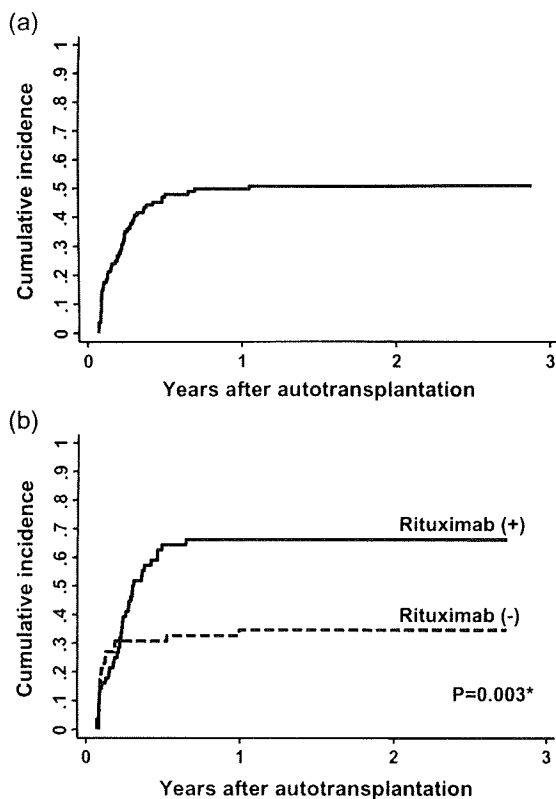 (a)
Cumulative incidence
1
.9
.8
.7
.6
.5
.4
.3
.2
.1
0
0 1 2 3
Years after autotransplantation
(b)
Cumulative incidence
1
.9
.8
.7
.6
.5
.4
.3
.2
.1
0
Rituximab (+)
Rituximab (-)
P=0.003*
0 1 2 3
Years after autotransplantation